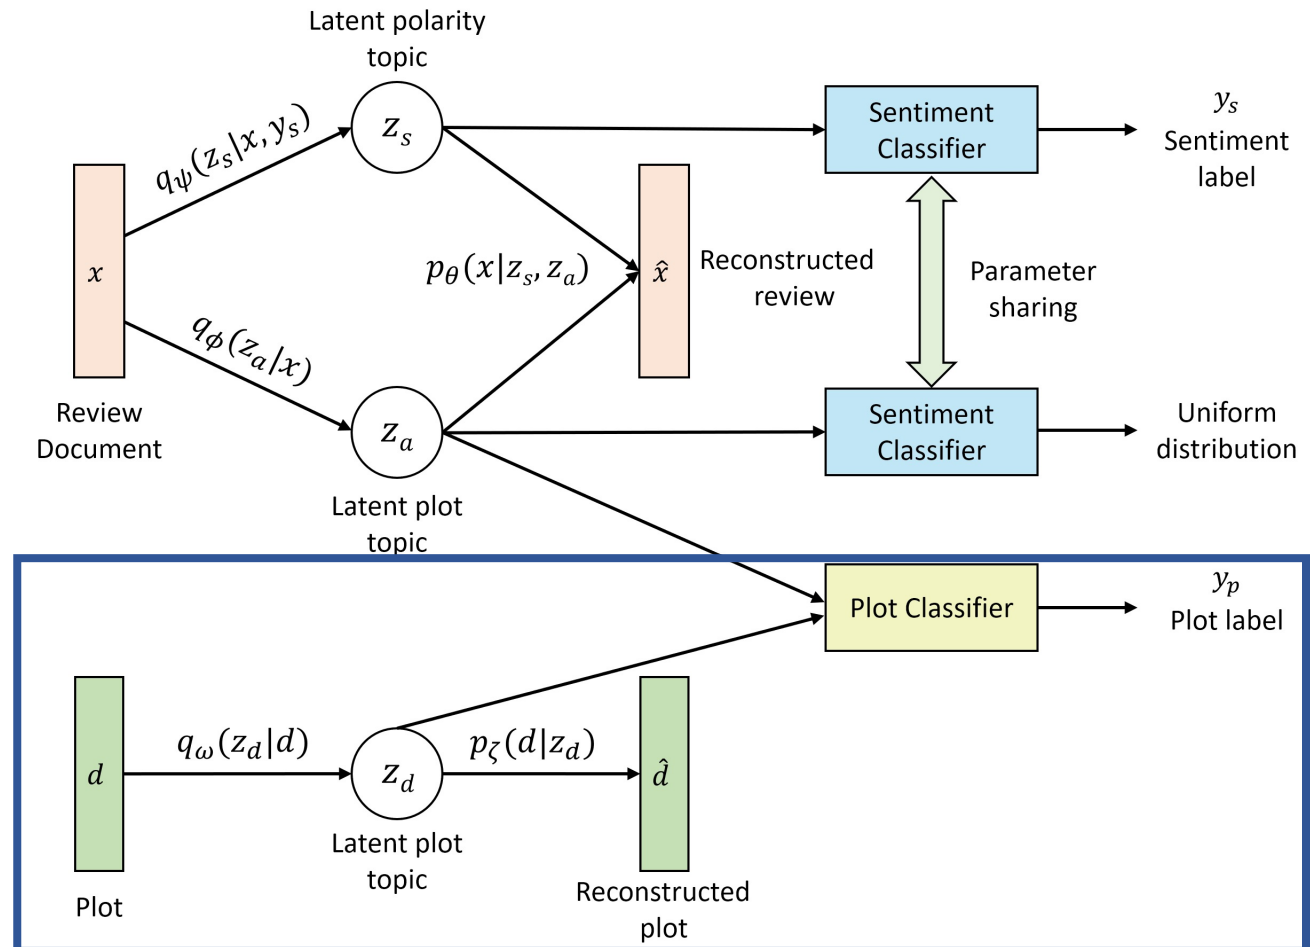 Latent polarity
topic
z_s
q_ψ(z_s|x, y_s)
x
Review
Document
q_ϕ(z_a|x)
z_a
Latent plot
topic
p_θ(x|z_s, z_a)
x̂
Reconstructed
review
Sentiment
Classifier
y_s
Sentiment
label
Parameter
sharing
Sentiment
Classifier
Uniform
distribution
Plot Classifier
y_p
Plot label
d
Plot
q_ω(z_d|d)
z_d
Latent plot
topic
p_ζ(d|z_d)
d̂
Reconstructed
plot